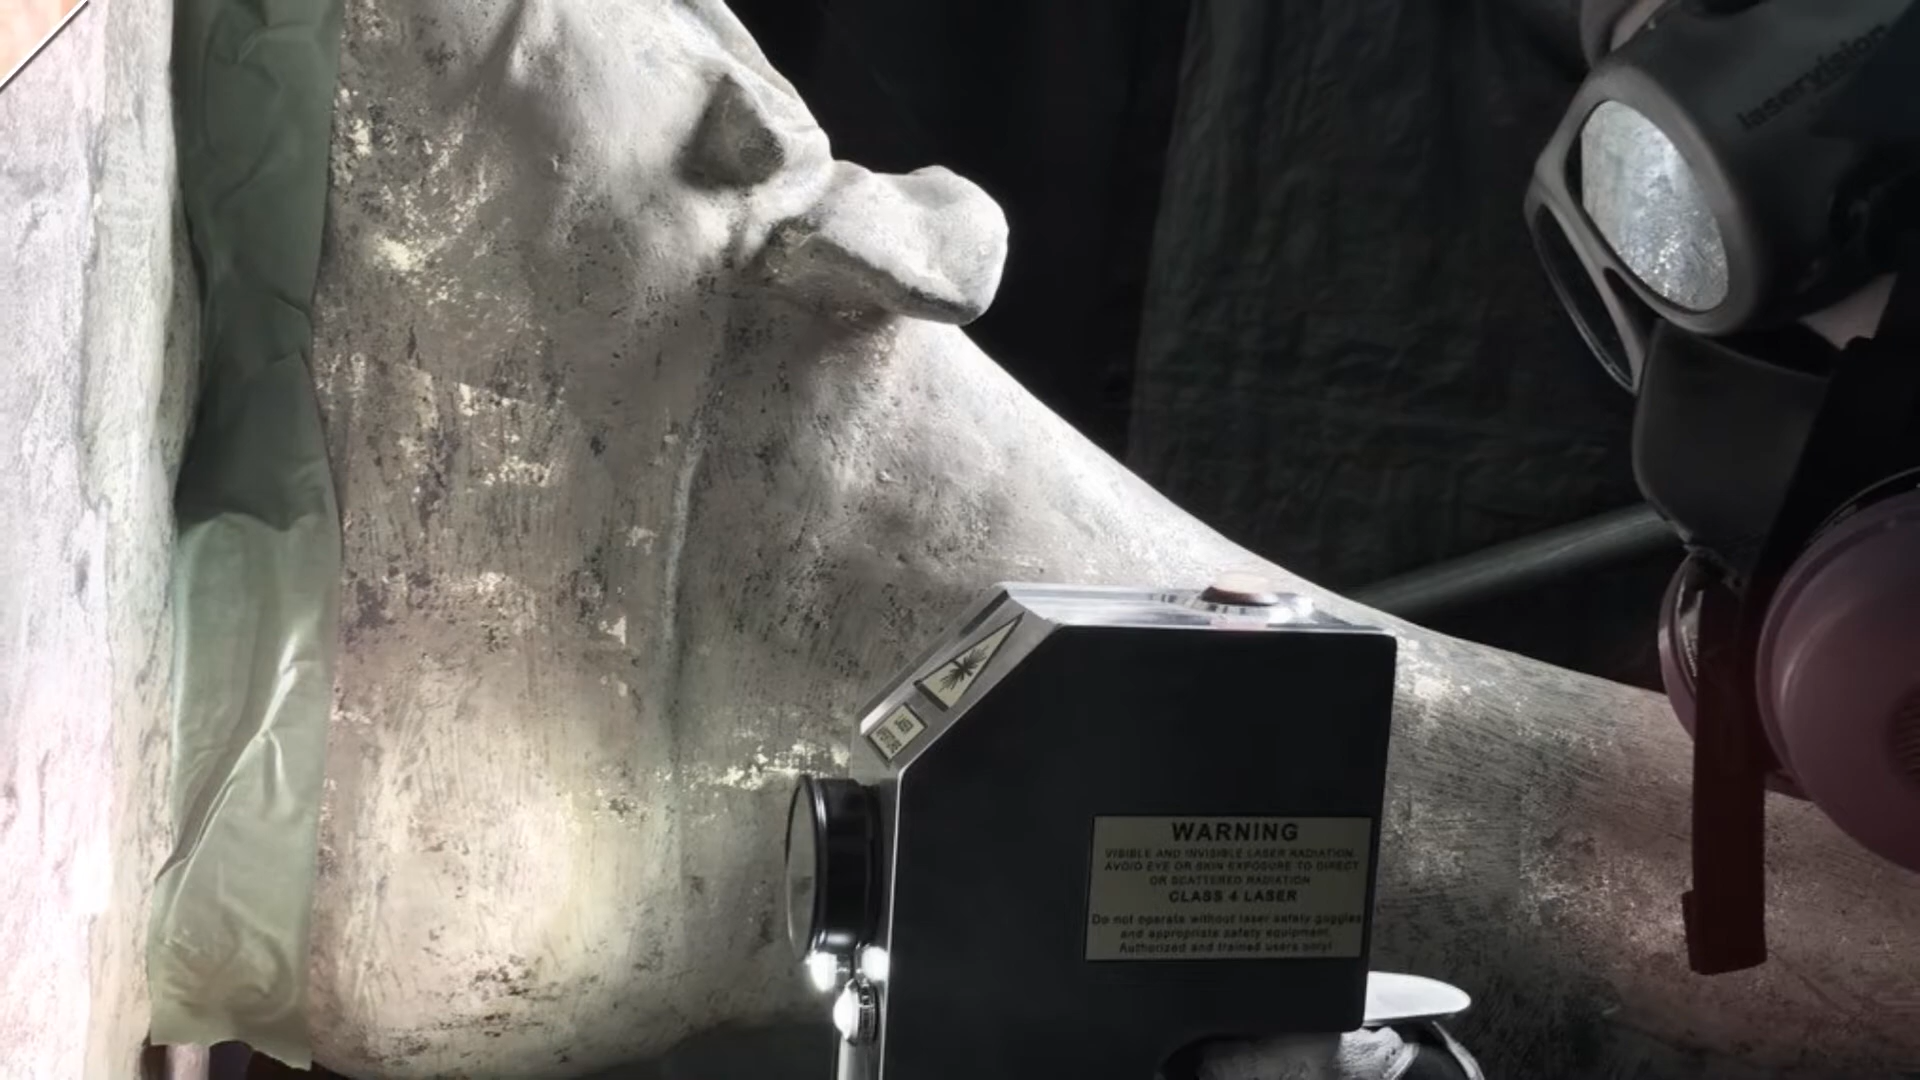 laservision
WARNING
VISIBLE AND INVISIBLE LASER RADIATION.
AVOID EYE OR SKIN EXPOSURE TO DIRECT
OR SCATTERED RADIATION
CLASS 4 LASER
Do not operate without laser safety goggles
and appropriate safety equipment.
Authorized and trained users only!